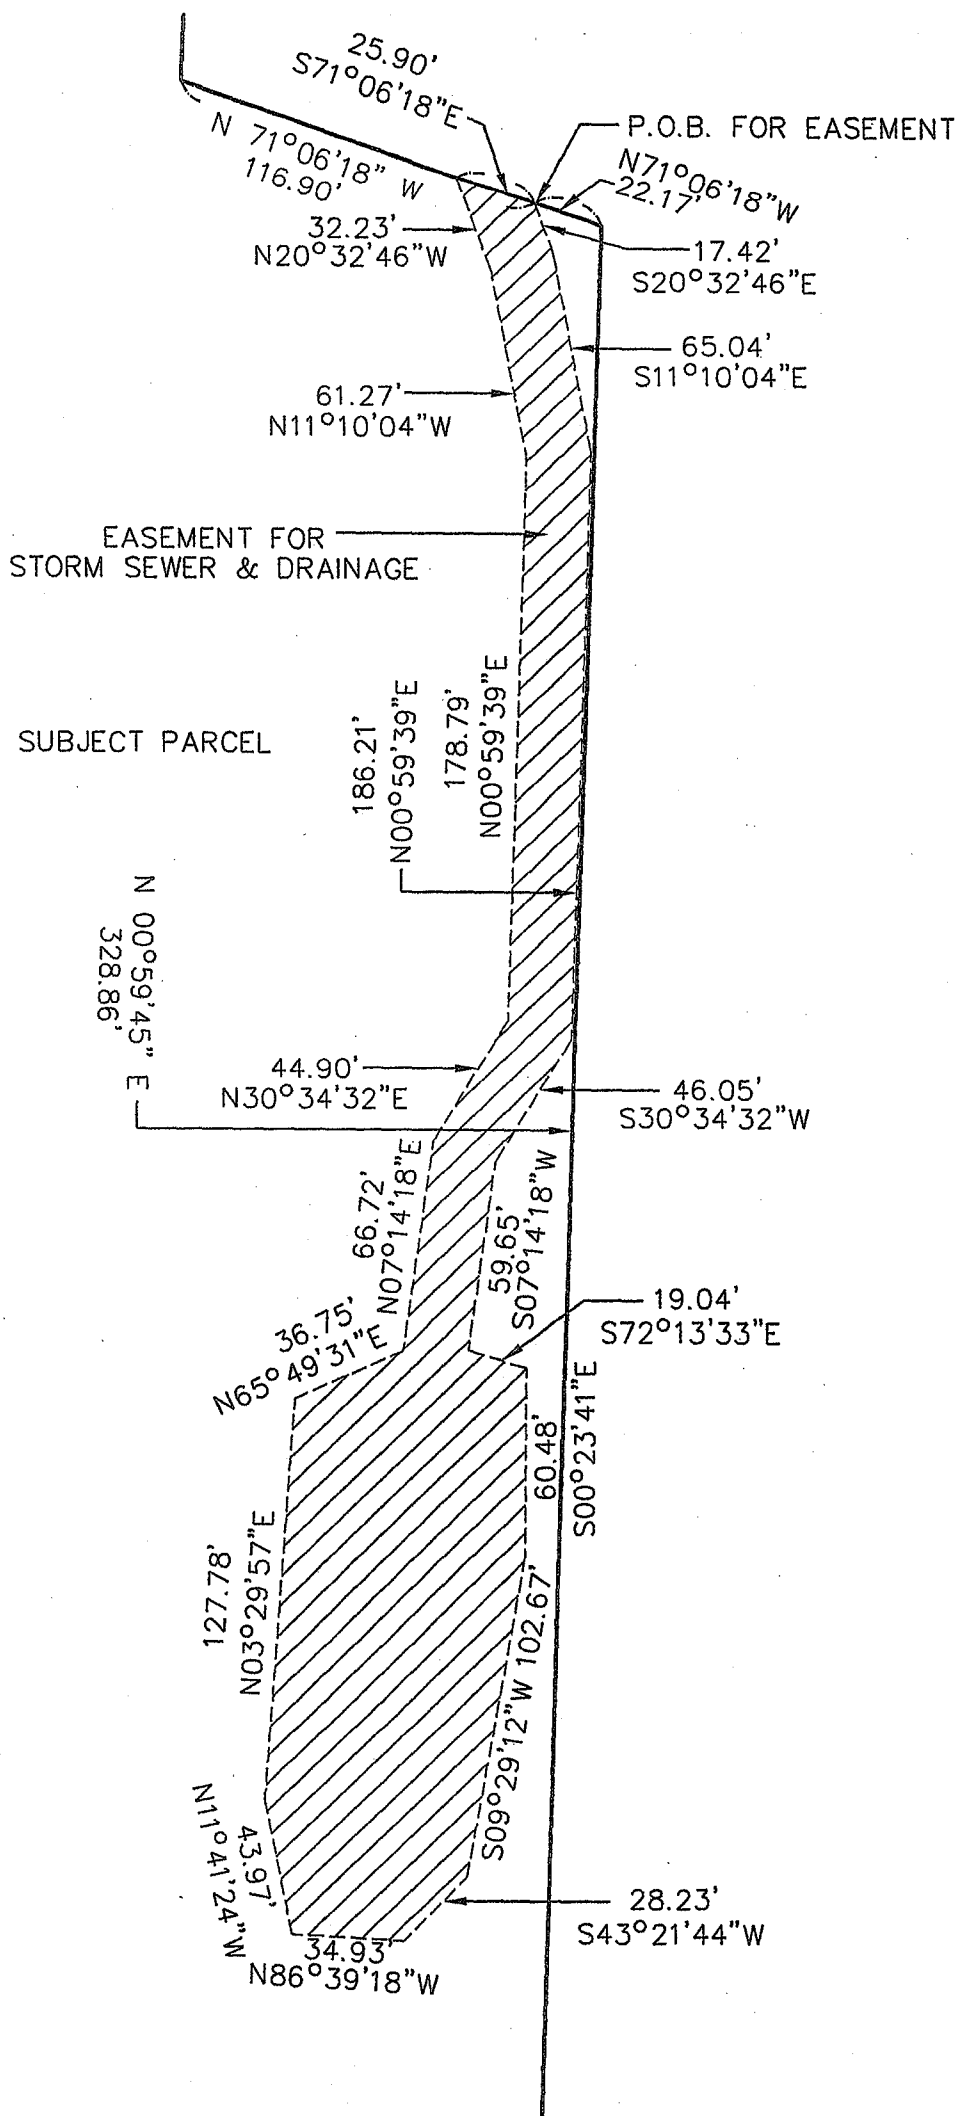 25.90'
S71°06'18"E
P.O.B. FOR EASEMENT
N 71°06'18" W
116.90'
N71°06'18"W
22.17'
32.23'
N20°32'46"W
17.42'
S20°32'46"E
65.04'
S11°10'04"E
61.27'
N11°10'04"W
EASEMENT FOR
STORM SEWER & DRAINAGE
186.21'
N00°59'39"E
178.79'
N00°59'39"E
SUBJECT PARCEL
N 00°59'45" E
328.86'
44.90'
N30°34'32"E
46.05'
S30°34'32"W
66.72'
N07°14'18"E
59.65'
S07°14'18"W
36.75'
N65°49'31"E
19.04'
S72°13'33"E
60.48'
S00°23'41"E
127.78'
N03°29'57"E
S09°29'12"W 102.67'
43.97'
N11°41'24"W
28.23'
S43°21'44"W
34.93'
N86°39'18"W